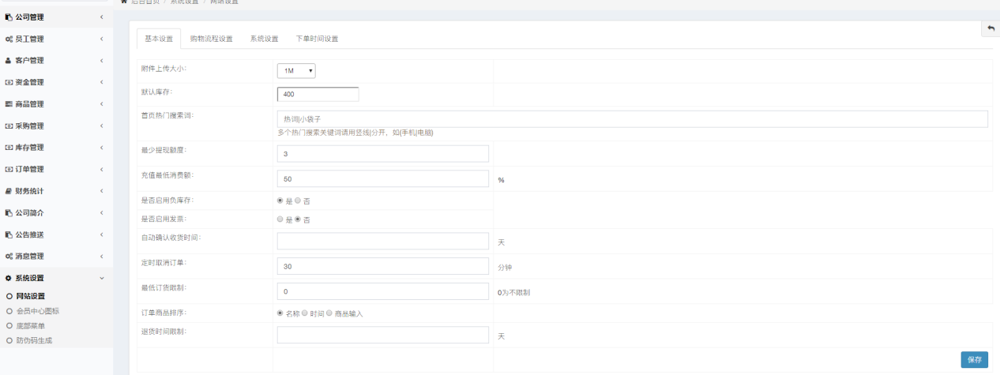 后台首页 / 系统设置 / 网站设置
公司管理
员工管理
客户管理
资金管理
商品管理
采购管理
库存管理
订单管理
财务统计
公司简介
公告推送
消息管理
系统设置
网站设置
会员中心图标
底部菜单
防伪码生成
基本设置 购物流程设置 系统设置 下单时间设置
附件上传大小: 1M
默认库存: 400
首页热门搜索词: 热词|小袋子
多个热门搜索关键词请用竖线|分开，如(手机|电脑)
最少提现额度: 3
充值最低消费额: 50 %
是否启用负库存: 是 否
是否启用发票: 是 否
自动确认收货时间: 天
定时取消订单: 30 分钟
最低订货限制: 0 0为不限制
订单商品排序: 名称 时间 商品输入
退货时间限制: 天
保存